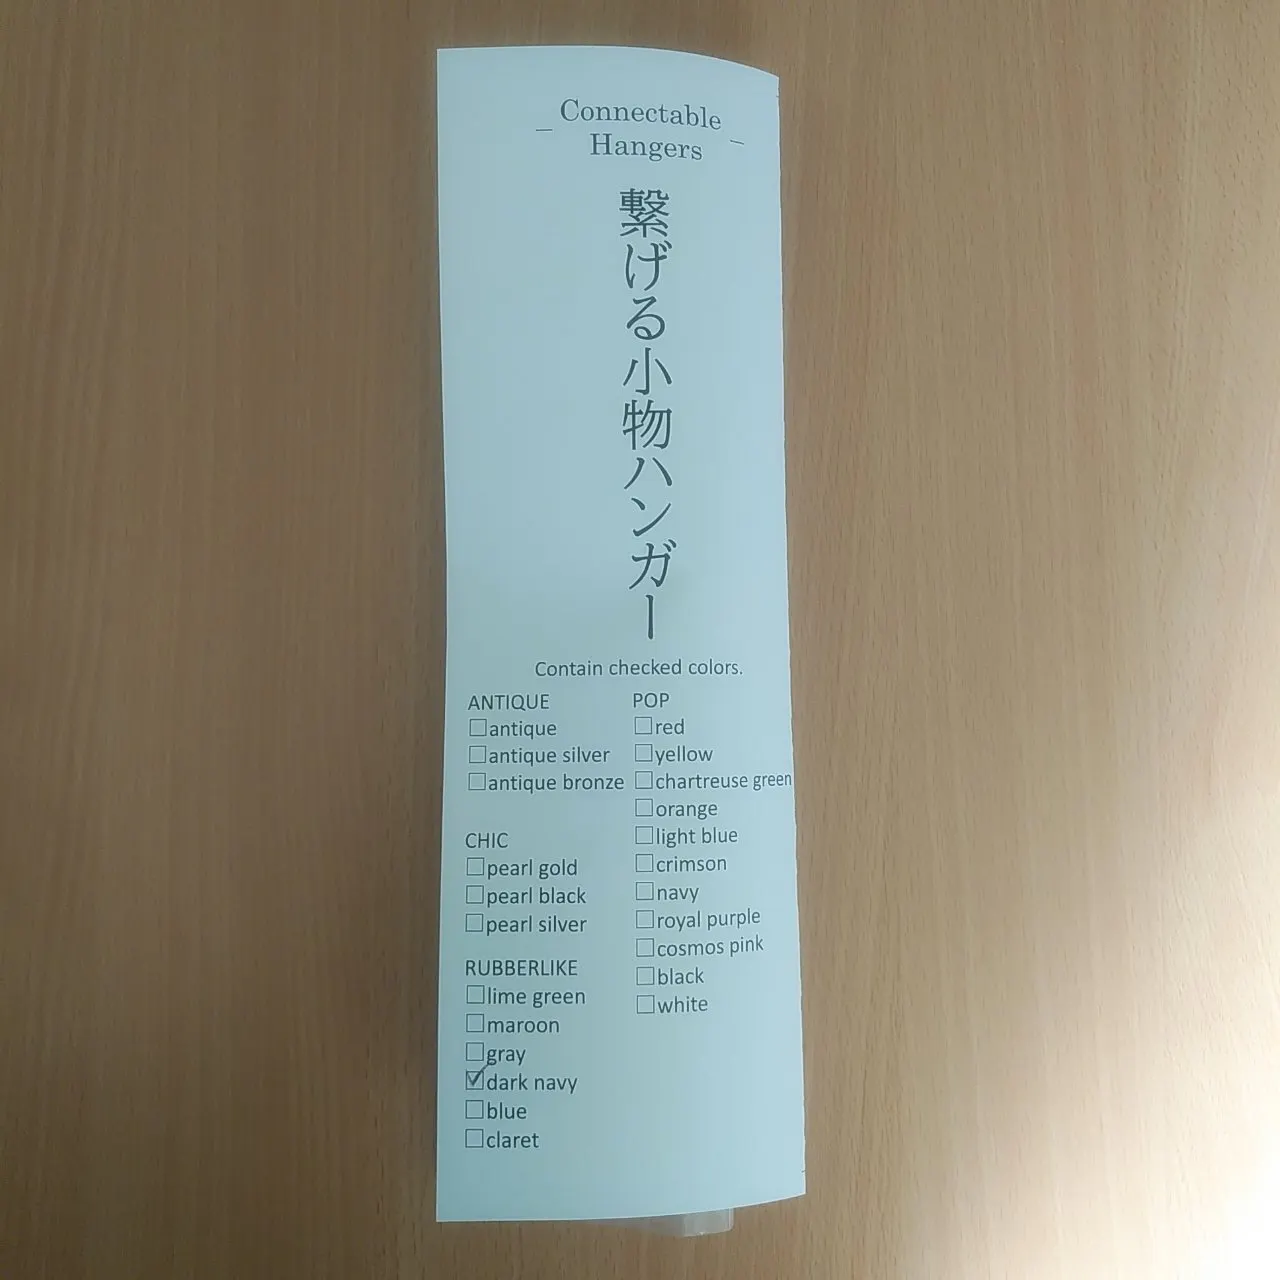 Connectable
Hangers
繋げる小物ハンガー
Contain checked colors.
ANTIQUE
☐antique
☐antique silver
☐antique bronze
CHIC
☐pearl gold
☐pearl black
☐pearl silver
RUBBERLIKE
☐lime green
☐maroon
☐gray
☑dark navy
☐blue
☐claret
POP
☐red
☐yellow
☐chartreuse green
☐orange
☐light blue
☐crimson
☐navy
☐royal purple
☐cosmos pink
☐black
☐white